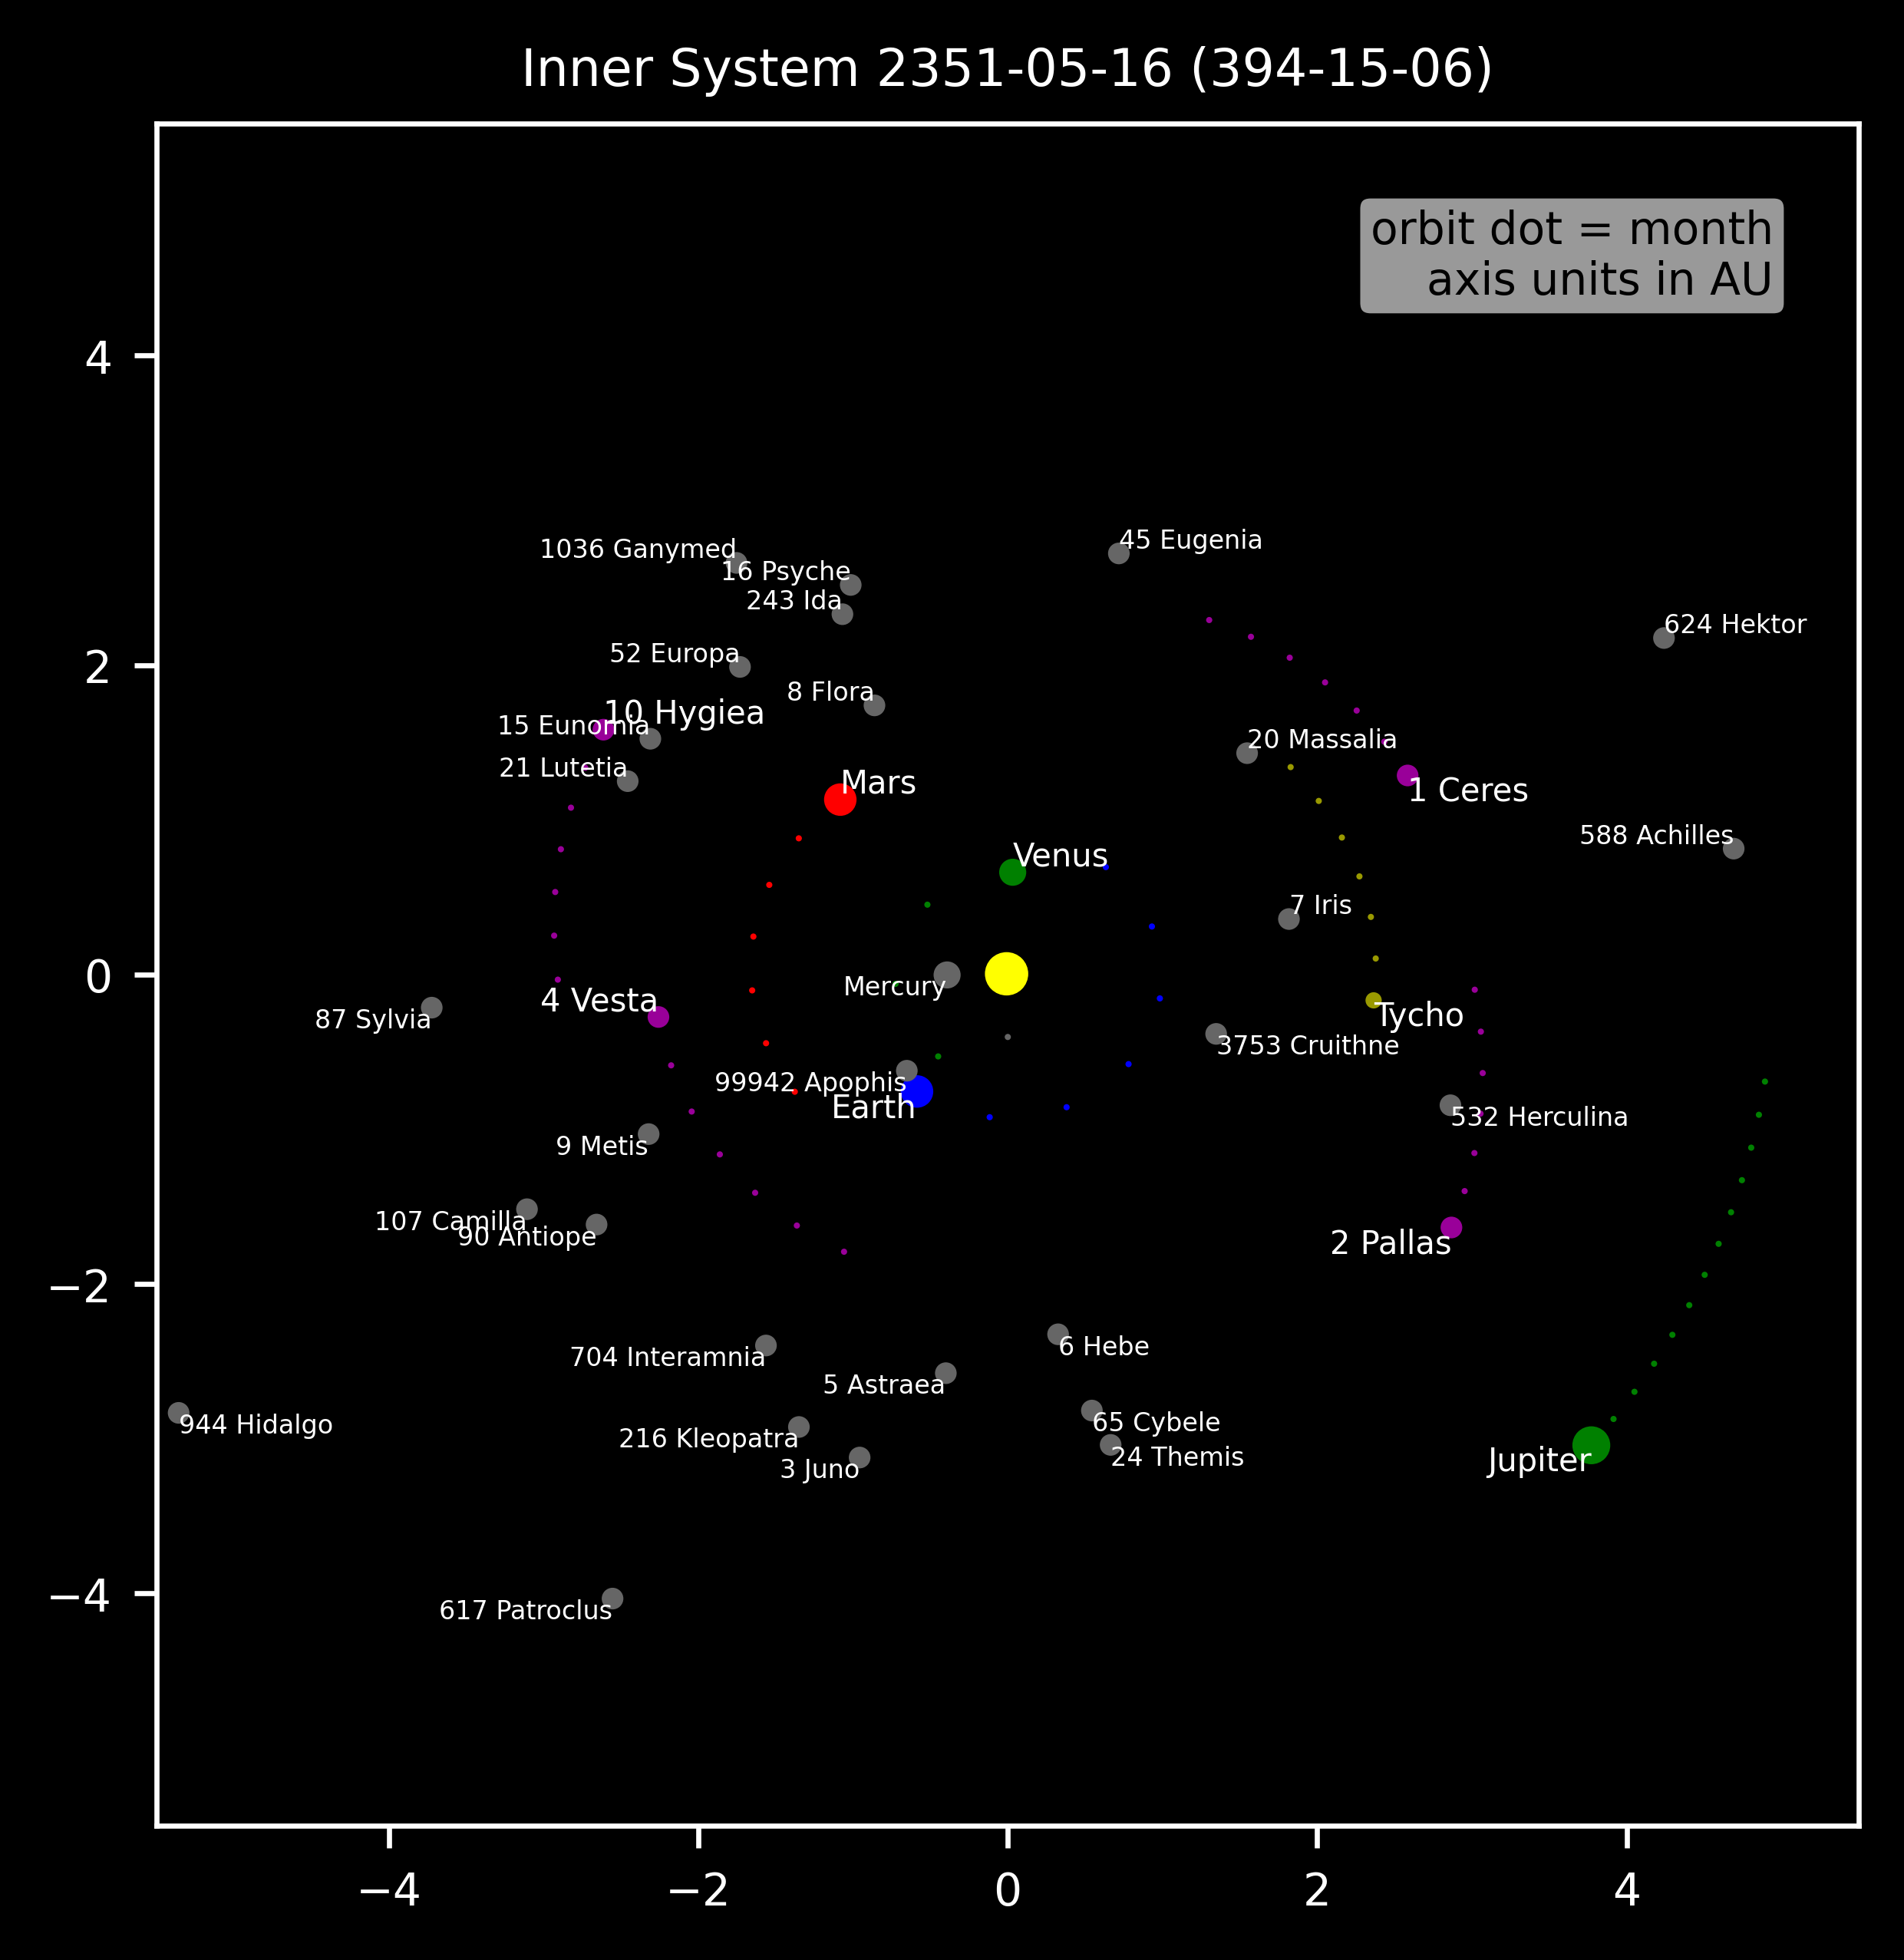 Inner System 2351-05-16 (394-15-06)
orbit dot = month
axis units in AU
4
2
0
−2
−4
45 Eugenia
1036 Ganymed
16 Psyche
243 Ida
624 Hektor
52 Europa
8 Flora
10 Hygiea
15 Eunomia
20 Massalia
21 Lutetia
Mars
1 Ceres
588 Achilles
Venus
7 Iris
Mercury
4 Vesta
Tycho
87 Sylvia
3753 Cruithne
99942 Apophis
Earth
532 Herculina
9 Metis
107 Camilla
90 Antiope
2 Pallas
6 Hebe
704 Interamnia
5 Astraea
944 Hidalgo
65 Cybele
216 Kleopatra
24 Themis
Jupiter
3 Juno
617 Patroclus
−4
−2
0
2
4